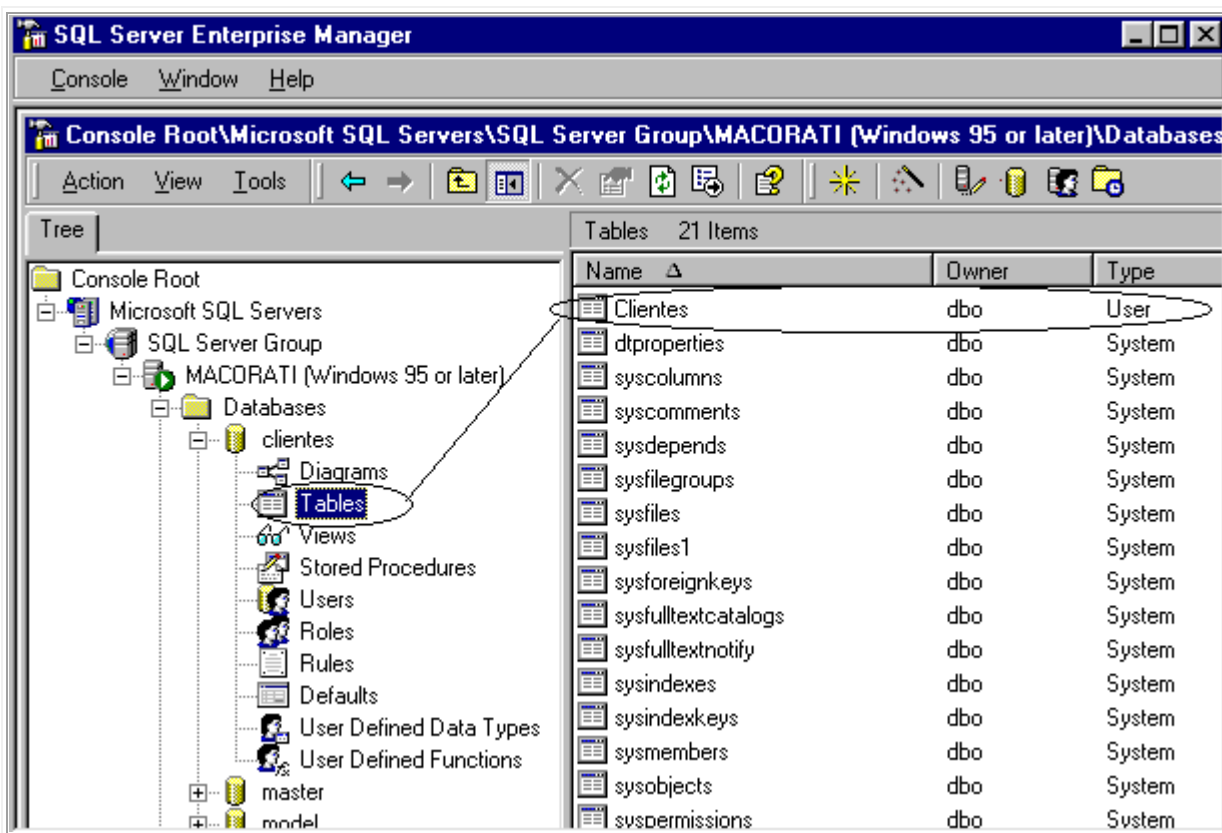 SQL Server Enterprise Manager
Console Window Help
Console Root\Microsoft SQL Servers\SQL Server Group\MACORATI (Windows 95 or later)\Databases
Action View Tools
Tree
Console Root
Microsoft SQL Servers
SQL Server Group
MACORATI (Windows 95 or later)
Databases
clientes
Diagrams
Tables
Views
Stored Procedures
Users
Roles
Rules
Defaults
User Defined Data Types
User Defined Functions
master
model
Tables 21 Items
Name Owner Type
Clientes dbo User
dtproperties dbo System
syscolumns dbo System
syscomments dbo System
sysdepends dbo System
sysfilegroups dbo System
sysfiles dbo System
sysfiles1 dbo System
sysforeignkeys dbo System
sysfulltextcatalogs dbo System
sysfulltextnotify dbo System
sysindexes dbo System
sysindexkeys dbo System
sysmembers dbo System
sysobjects dbo System
syspermissions dbo System